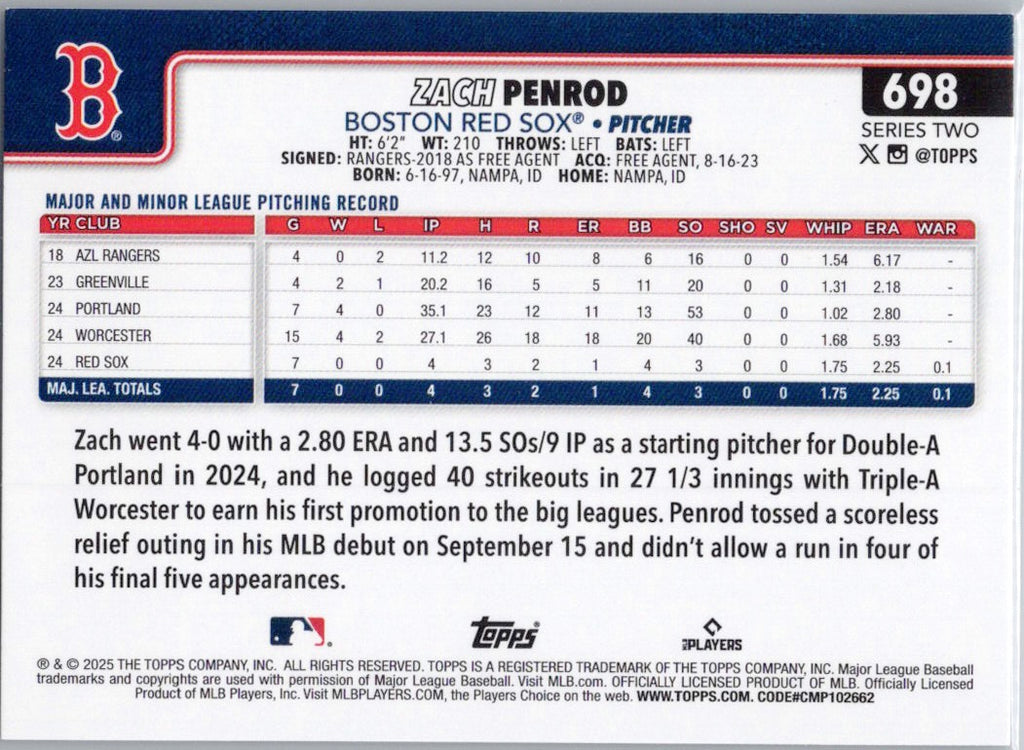 B®
ZACH PENROD
698
BOSTON RED SOX® • PITCHER
SERIES TWO
HT: 6'2" WT: 210 THROWS: LEFT BATS: LEFT
@TOPPS
SIGNED: RANGERS-2018 AS FREE AGENT ACQ: FREE AGENT, 8-16-23
BORN: 6-16-97, NAMPA, ID HOME: NAMPA, ID
MAJOR AND MINOR LEAGUE PITCHING RECORD
YR CLUB G W L IP H R ER BB SO SHO SV WHIP ERA WAR
18 AZL RANGERS 4 0 2 11.2 12 10 8 6 16 0 0 1.54 6.17 -
23 GREENVILLE 4 2 1 20.2 16 5 5 11 20 0 0 1.31 2.18 -
24 PORTLAND 7 4 0 35.1 23 12 11 13 53 0 0 1.02 2.80 -
24 WORCESTER 15 4 2 27.1 26 18 18 20 40 0 0 1.68 5.93 -
24 RED SOX 7 0 0 4 3 2 1 4 3 0 0 1.75 2.25 0.1
MAJ. LEA. TOTALS 7 0 0 4 3 2 1 4 3 0 0 1.75 2.25 0.1
Zach went 4-0 with a 2.80 ERA and 13.5 SOs/9 IP as a starting pitcher for Double-A
Portland in 2024, and he logged 40 strikeouts in 27 1/3 innings with Triple-A
Worcester to earn his first promotion to the big leagues. Penrod tossed a scoreless
relief outing in his MLB debut on September 15 and didn't allow a run in four of
his final five appearances.
Topps®
PLAYERS
® & © 2025 THE TOPPS COMPANY, INC. ALL RIGHTS RESERVED. TOPPS IS A REGISTERED TRADEMARK OF THE TOPPS COMPANY, INC. Major League Baseball
trademarks and copyrights are used with permission of Major League Baseball. Visit MLB.com. OFFICIALLY LICENSED PRODUCT OF MLB. Officially Licensed
Product of MLB Players, Inc. Visit MLBPLAYERS.COM, the Players Choice on the web. WWW.TOPPS.COM. CODE#CMP102662